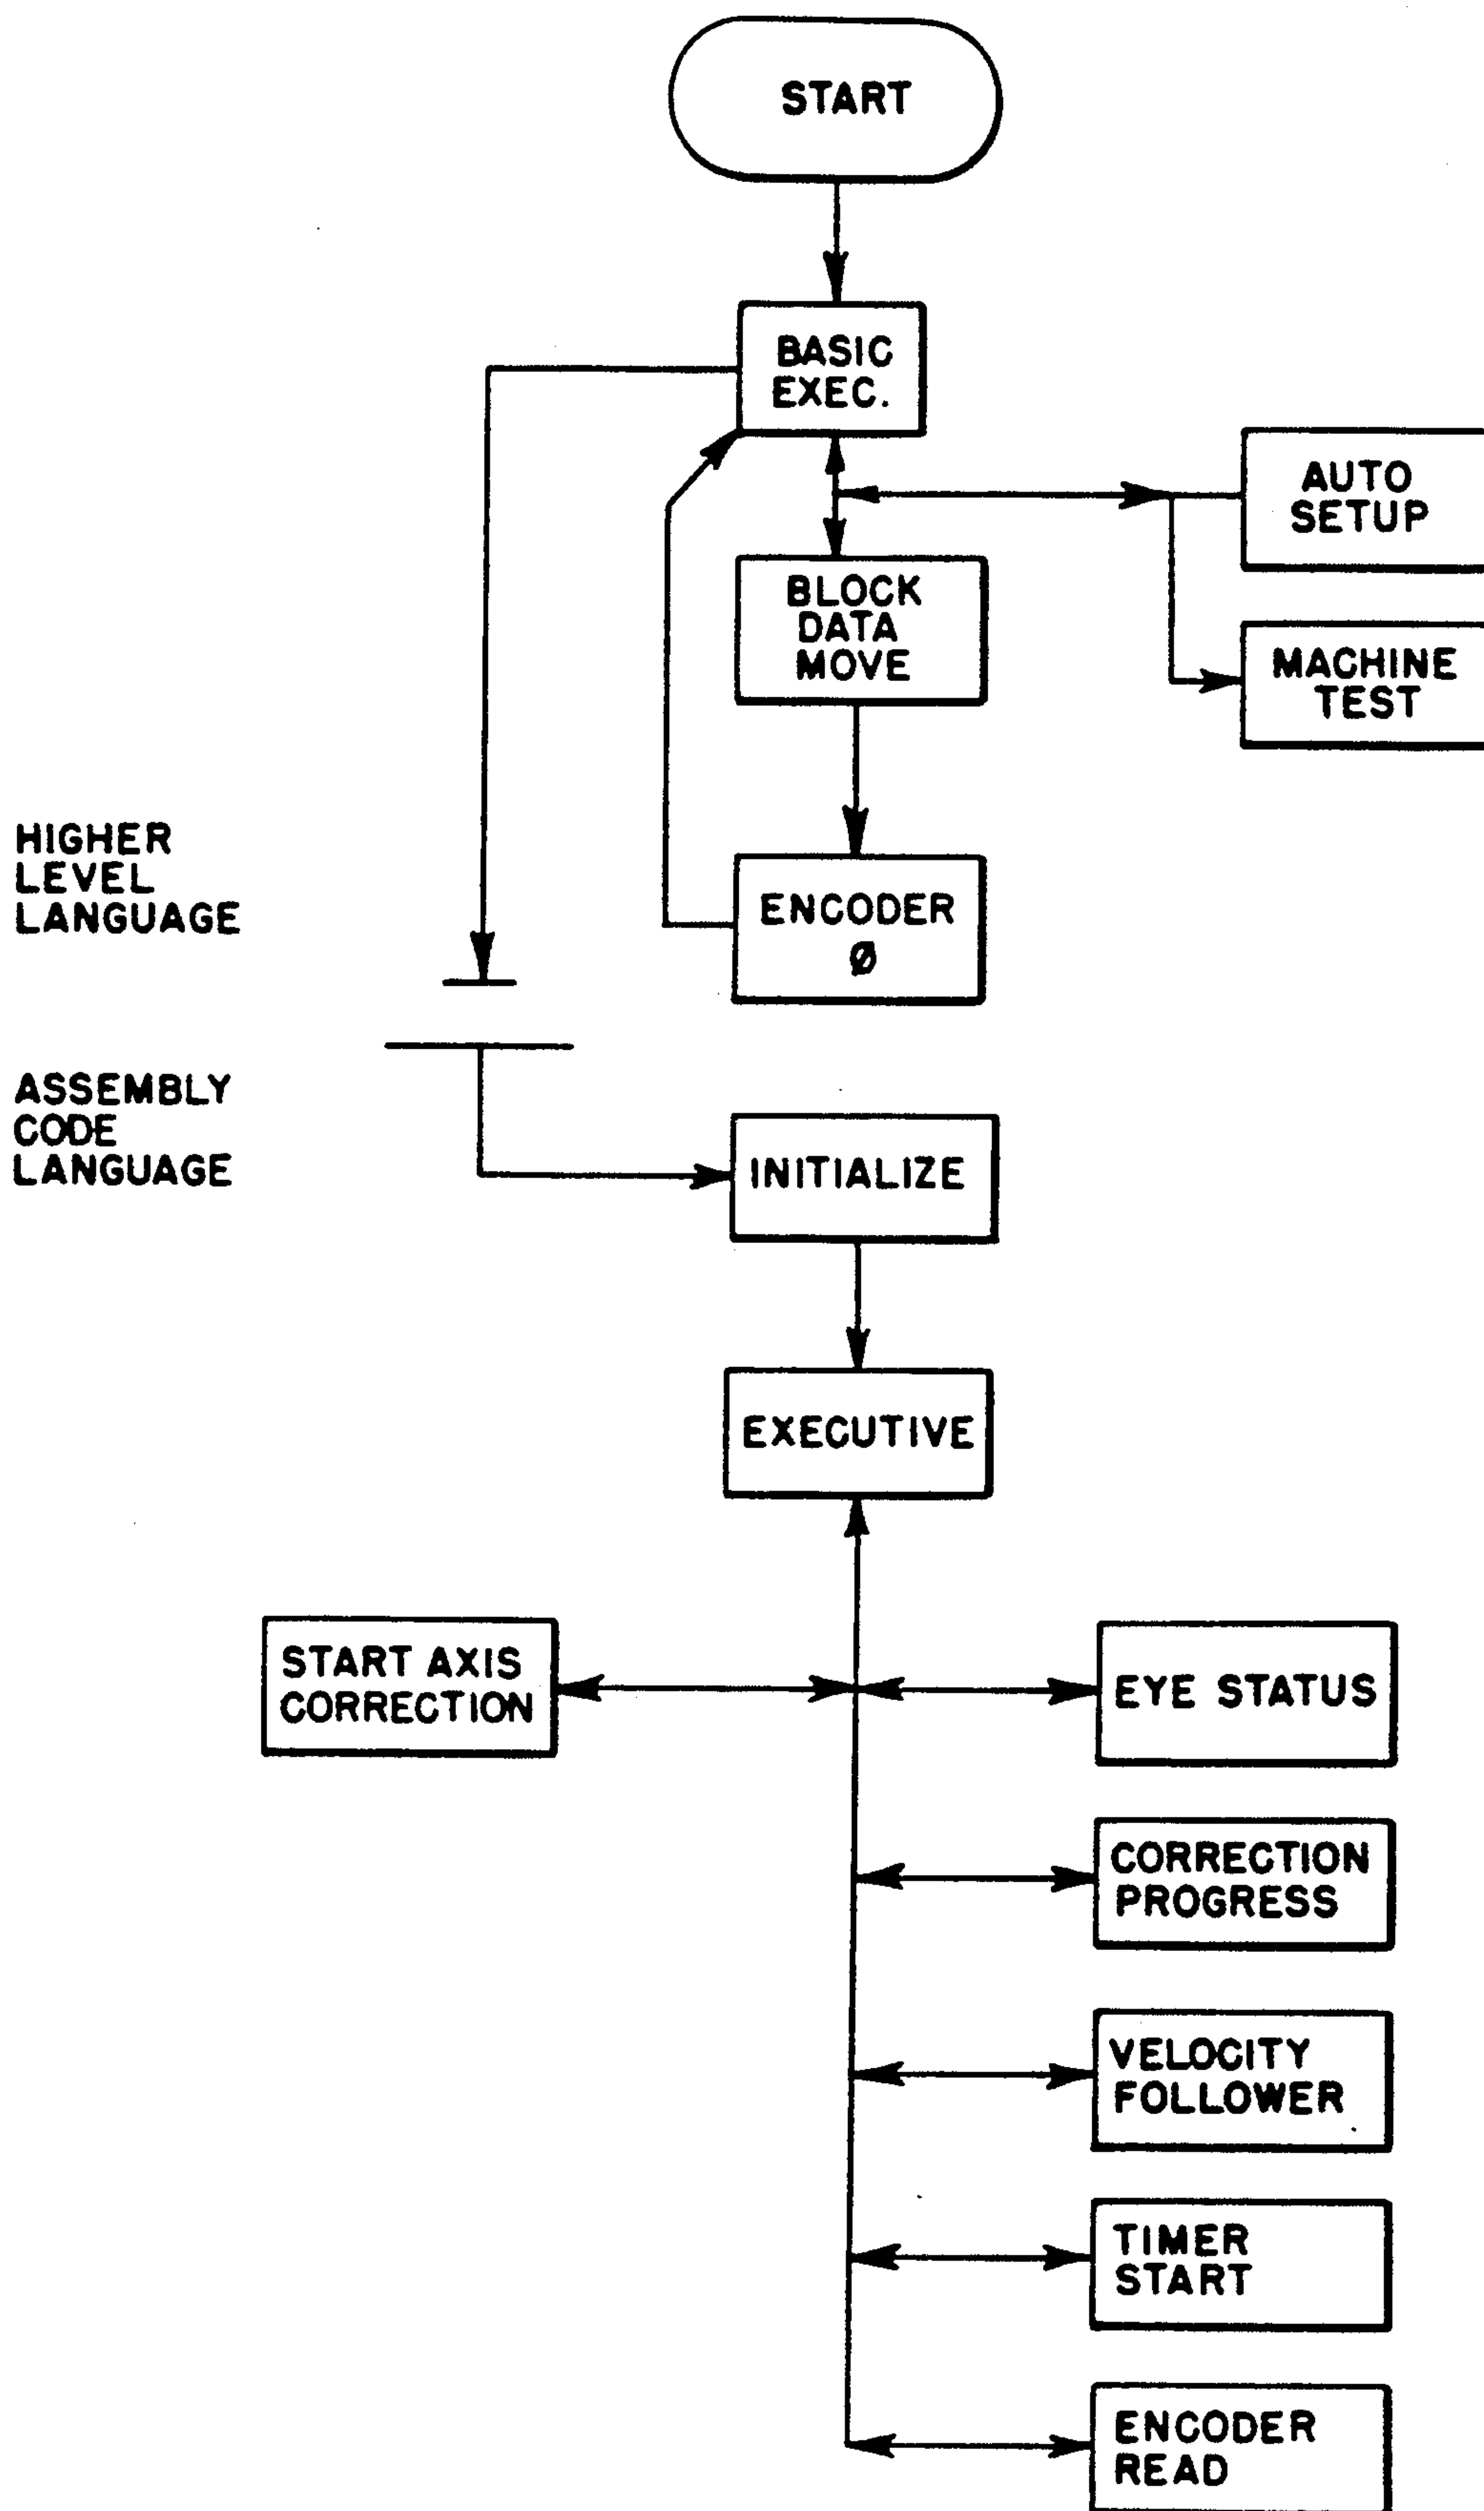 START
BASIC
EXEC.
AUTO
SETUP
BLOCK
DATA
MOVE
MACHINE
TEST
HIGHER
LEVEL
LANGUAGE
ENCODER
Ø
ASSEMBLY
CODE
LANGUAGE
INITIALIZE
EXECUTIVE
START AXIS
CORRECTION
EYE STATUS
CORRECTION
PROGRESS
VELOCITY
FOLLOWER
TIMER
START
ENCODER
READ